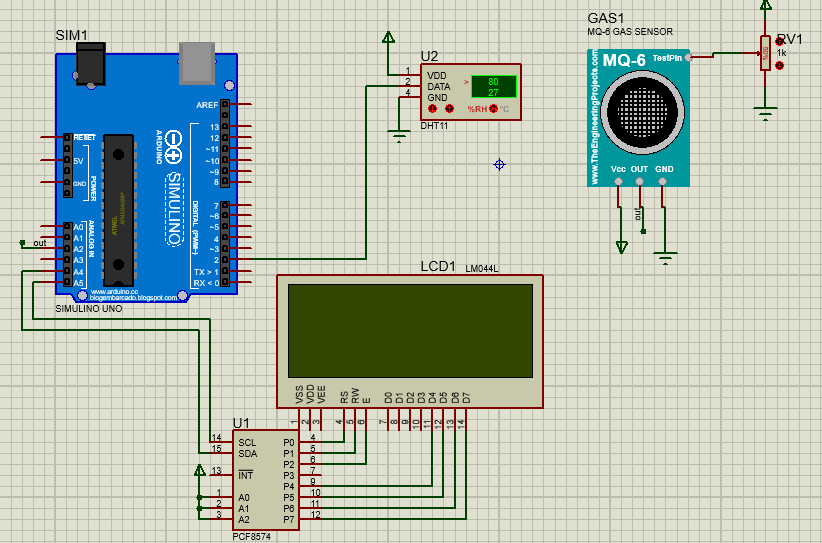 SIM1
AREF
13
12
~11
~10
~9
8
7
~6
~5
4
~3
2
TX > 1
RX < 0
DIGITAL (PWM~)
RESET
5V
GND
POWER
A0
A1
A2
A3
A4
A5
ANALOG IN
out
ARDUINO
SIMULINO
www.arduino.cc
blogembarcado.blogspot.com
SIMULINO UNO
U2
1
2
4
VDD
DATA
GND
>
80
27
%RH
°C
DHT11
GAS1
MQ-6 GAS SENSOR
MQ-6
TestPin
www.TheEngineeringProjects.com
Vcc
OUT
GND
out
RV1
1k
50%
LCD1
LM044L
VSS
VDD
VEE
RS
RW
E
D0
D1
D2
D3
D4
D5
D6
D7
1
2
3
4
5
6
7
8
9
10
11
12
13
14
U1
14
15
13
1
2
3
SCL
SDA
INT
A0
A1
A2
P0
P1
P2
P3
P4
P5
P6
P7
4
5
6
7
9
10
11
12
PCF8574